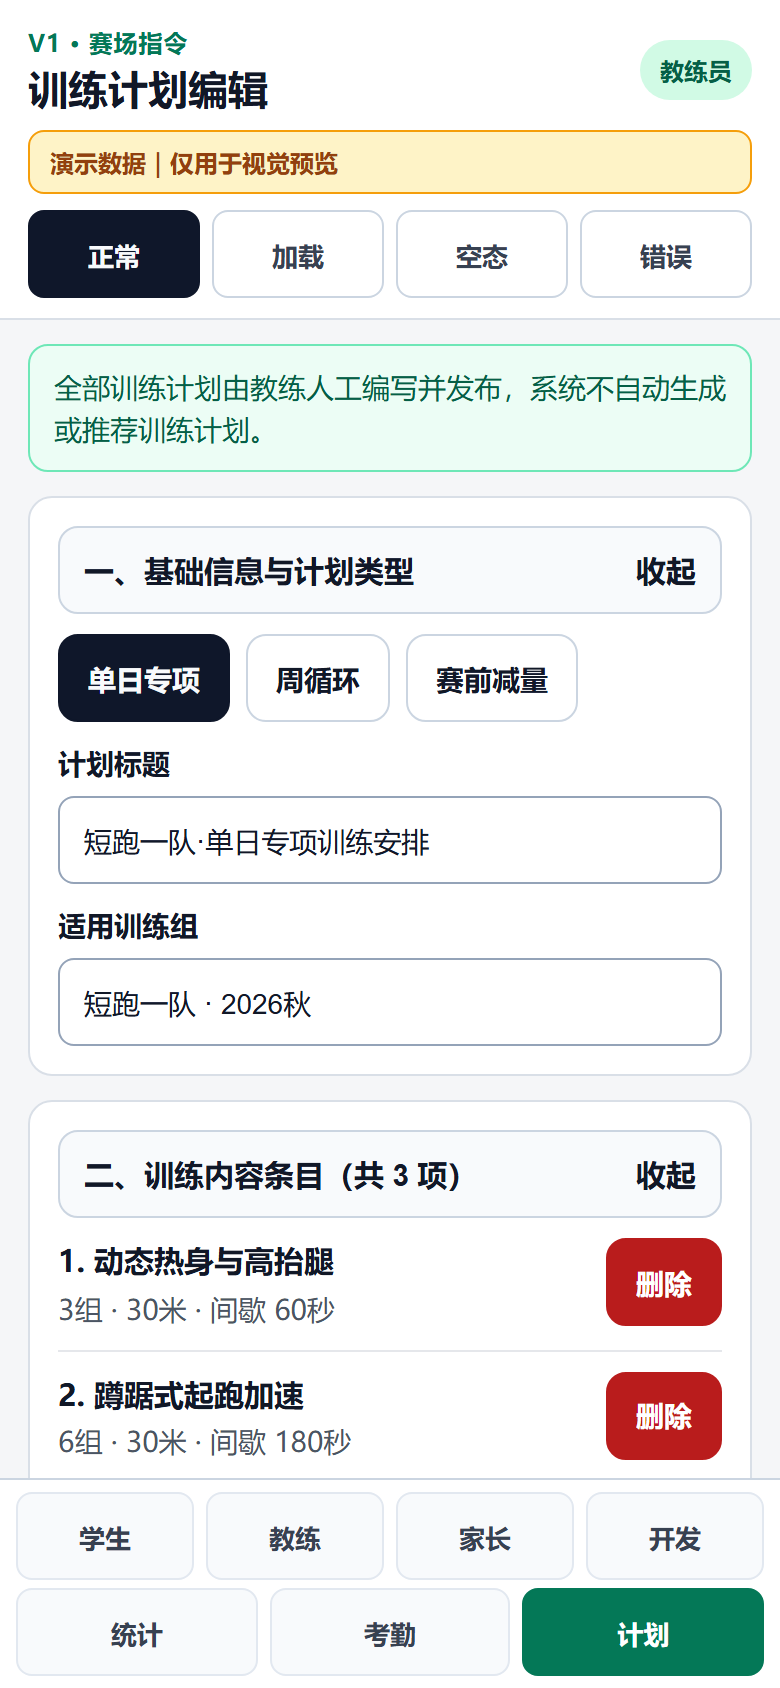 V1 · 赛场指令
训练计划编辑
教练员
演示数据｜仅用于视觉预览
正常
加载
空态
错误
全部训练计划由教练人工编写并发布，系统不自动生成
或推荐训练计划。
一、基础信息与计划类型
收起
单日专项
周循环
赛前减量
计划标题
短跑一队·单日专项训练安排
适用训练组
短跑一队 · 2026秋
二、训练内容条目（共 3 项）
收起
1. 动态热身与高抬腿
3组 · 30米 · 间歇 60秒
删除
2. 蹲踞式起跑加速
6组 · 30米 · 间歇 180秒
删除
学生
教练
家长
开发
统计
考勤
计划